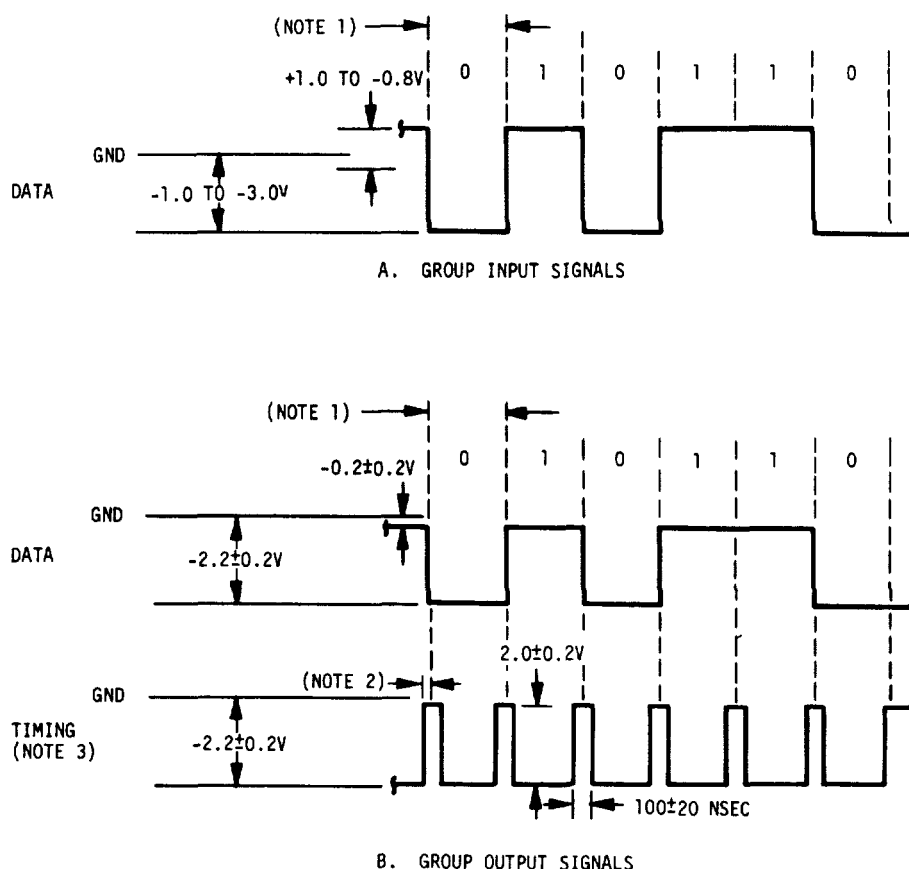 (NOTE 1)
0 1 0 1 1 0
+1.0 TO -0.8V
GND
DATA
-1.0 TO -3.0V
A. GROUP INPUT SIGNALS
(NOTE 1)
0 1 0 1 1 0
-0.2±0.2V
GND
DATA
-2.2±0.2V
2.0±0.2V
(NOTE 2)
GND
TIMING
(NOTE 3)
-2.2±0.2V
100±20 NSEC
B. GROUP OUTPUT SIGNALS